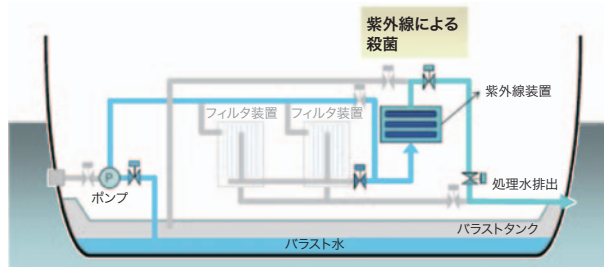 紫外線による
殺菌
フィルタ装置 フィルタ装置
紫外線装置
P
ポンプ
処理水排出
バラストタンク
バラスト水